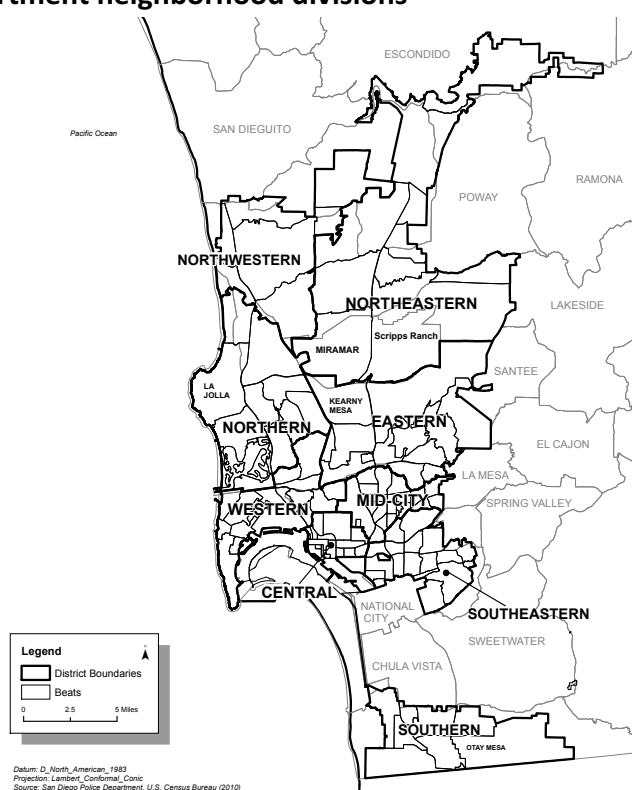 rtment neighborhood divisions
ESCONDIDO
Pacific Ocean
SAN DIEGUITO
RAMONA
POWAY
NORTHWESTERN
NORTHEASTERN
LAKESIDE
Scripps Ranch
MIRAMAR
SANTEE
LA
JOLLA
KEARNY
MESA
EASTERN
NORTHERN
EL CAJON
LA MESA
MID-CITY
SPRING VALLEY
WESTERN
CENTRAL
NATIONAL
CITY
SOUTHEASTERN
SWEETWATER
CHULA VISTA
SOUTHERN
OTAY MESA
Legend
District Boundaries
Beats
0 2.5 5 Miles
Datum: D_North_American_1983
Projection: Lambert_Conformal_Conic
Source: San Diego Police Department, U.S. Census Bureau (2010)